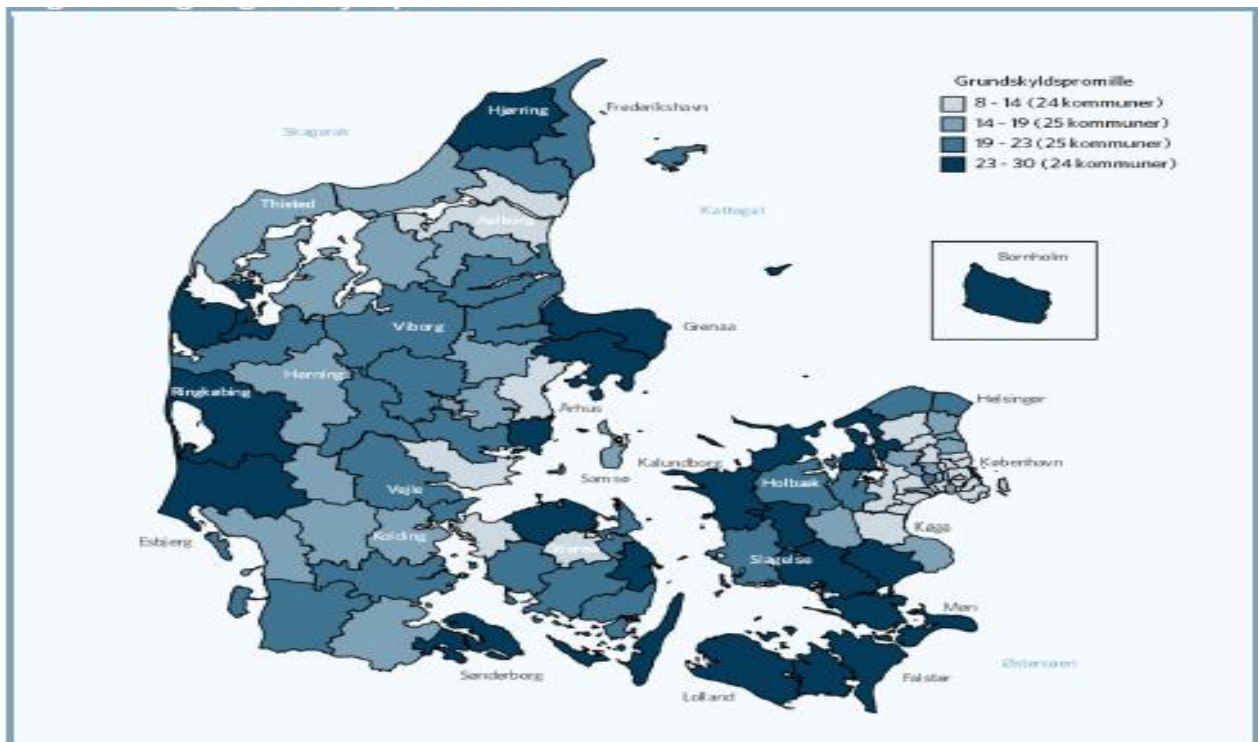 Hjørring
Frederikshavn
Skagerak
Grundskyldspromille
8 - 14 (24 kommuner)
14 - 19 (25 kommuner)
19 - 23 (25 kommuner)
23 - 30 (24 kommuner)
Thisted
Aalborg
Kattegat
Bornholm
Viborg
Grenaa
Herning
Ringkøbing
Århus
Helsingør
Kalundborg
København
Samsø
Holbæk
Vejle
Køge
Esbjerg
Kolding
Slagelse
Møn
Østersøen
Sønderborg
Falster
Lolland